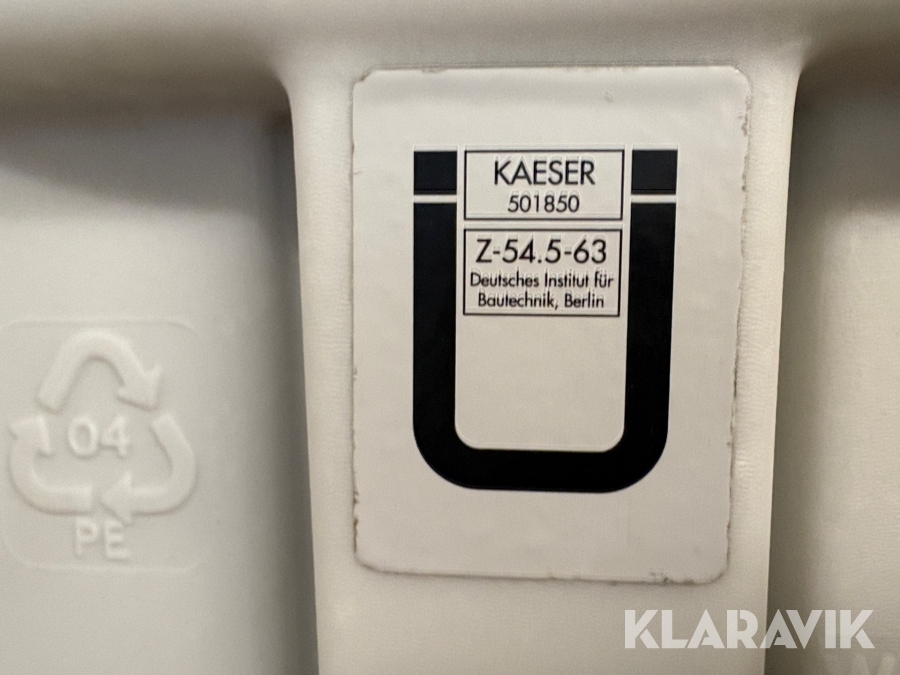 KAESER
501850
Z-54.5-63
Deutsches Institut für
Bautechnik, Berlin
04
PE
KLARAVIK